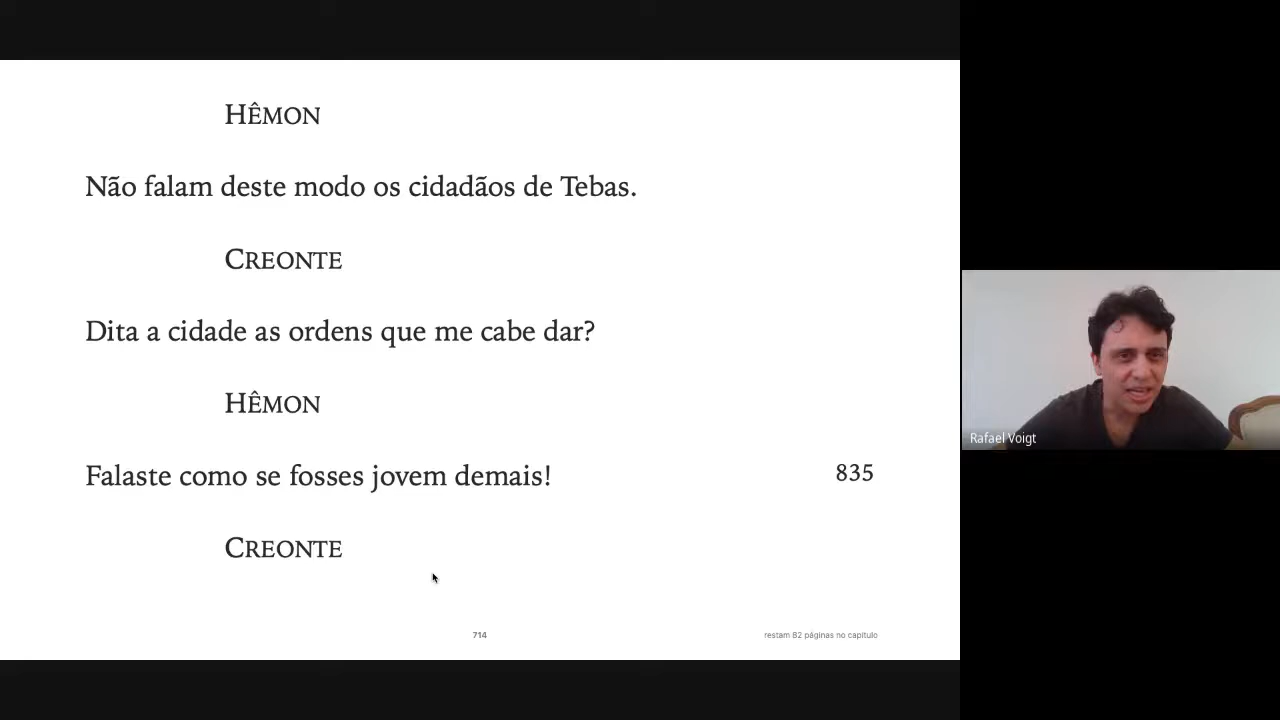 HÊMON
Não falam deste modo os cidadãos de Tebas.
CREONTE
Dita a cidade as ordens que me cabe dar?
HÊMON
Falaste como se fosses jovem demais! 835
CREONTE
714 restam 82 páginas no capítulo
Rafael Voigt